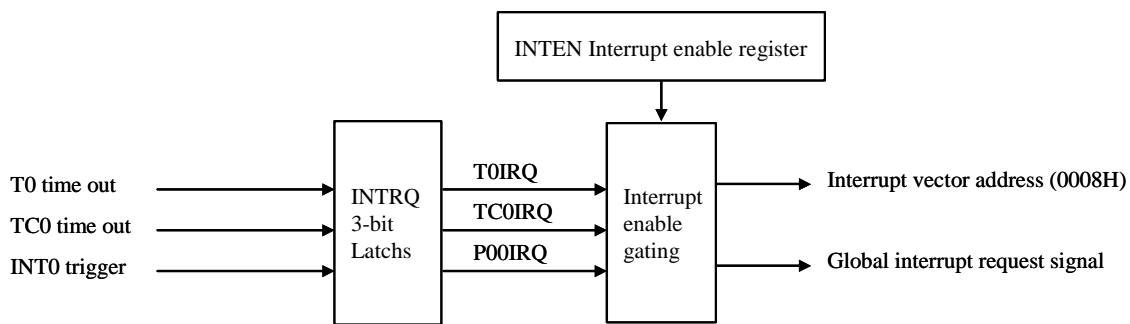 INTEN Interrupt enable register
T0 time out
TC0 time out
INT0 trigger
INTRQ
3-bit
Latchs
T0IRQ
TC0IRQ
P00IRQ
Interrupt
enable
gating
Interrupt vector address (0008H)
Global interrupt request signal